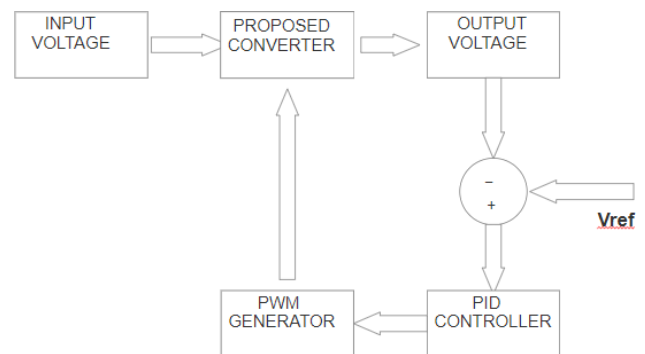 INPUT
VOLTAGE
PROPOSED
CONVERTER
OUTPUT
VOLTAGE
−
+
Vref
PWM
GENERATOR
PID
CONTROLLER